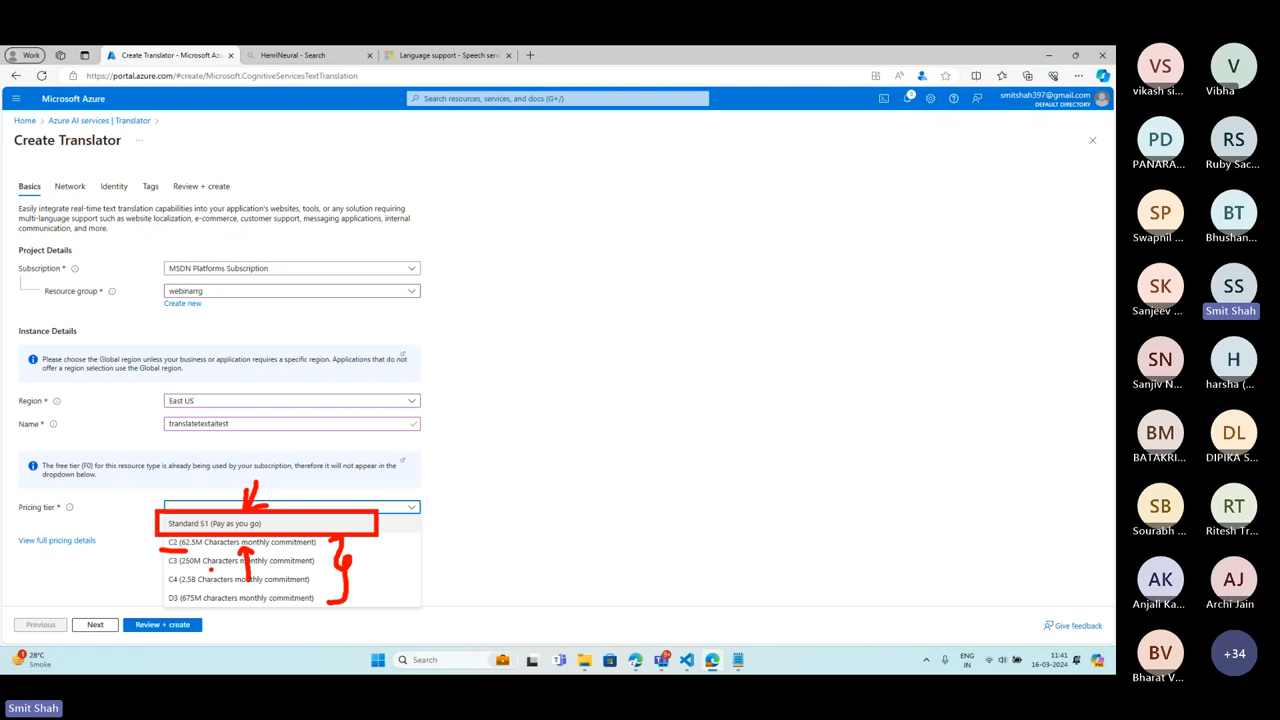 Work
Create Translator - Microsoft Az
HenriNeural - Search
Language support - Speech serv
https://portal.azure.com/#create/Microsoft.CognitiveServicesTextTranslation
Microsoft Azure
Search resources, services, and docs (G+/)
2
smitshah397@gmail.com
DEFAULT DIRECTORY
Home > Azure AI services | Translator >
Create Translator
Basics
Network
Identity
Tags
Review + create
Easily integrate real-time text translation capabilities into your application's websites, tools, or any solution requiring
multi-language support such as website localization, e-commerce, customer support, messaging applications, internal
communication, and more.
Project Details
Subscription *
MSDN Platforms Subscription
Resource group *
webinarrg
Create new
Instance Details
Please choose the Global region unless your business or application requires a specific region. Applications that do not
offer a region selection use the Global region.
Region *
East US
Name *
translatetextaitest
The free tier (F0) for this resource type is already being used by your subscription, therefore it will not appear in the
dropdown below.
Pricing tier *
Standard S1 (Pay as you go)
C2 (62.5M Characters monthly commitment)
C3 (250M Characters monthly commitment)
C4 (2.5B Characters monthly commitment)
D3 (675M characters monthly commitment)
View full pricing details
Previous
Next
Review + create
Give feedback
28°C
Smoke
Search
ENG
IN
11:41
16-03-2024
VS
vikash si...
V
Vibha
PD
PANARA...
RS
Ruby Sac...
SP
Swapnil ...
BT
Bhushan...
SK
Sanjeev ...
SS
Smit Shah
SN
Sanjiv N...
H
harsha (...
BM
BATAKRI...
DL
DIPIKA S...
SB
Sourabh ...
RT
Ritesh Tr...
AK
Anjali Ka...
AJ
Archi Jain
BV
Bharat V...
+34
Smit Shah